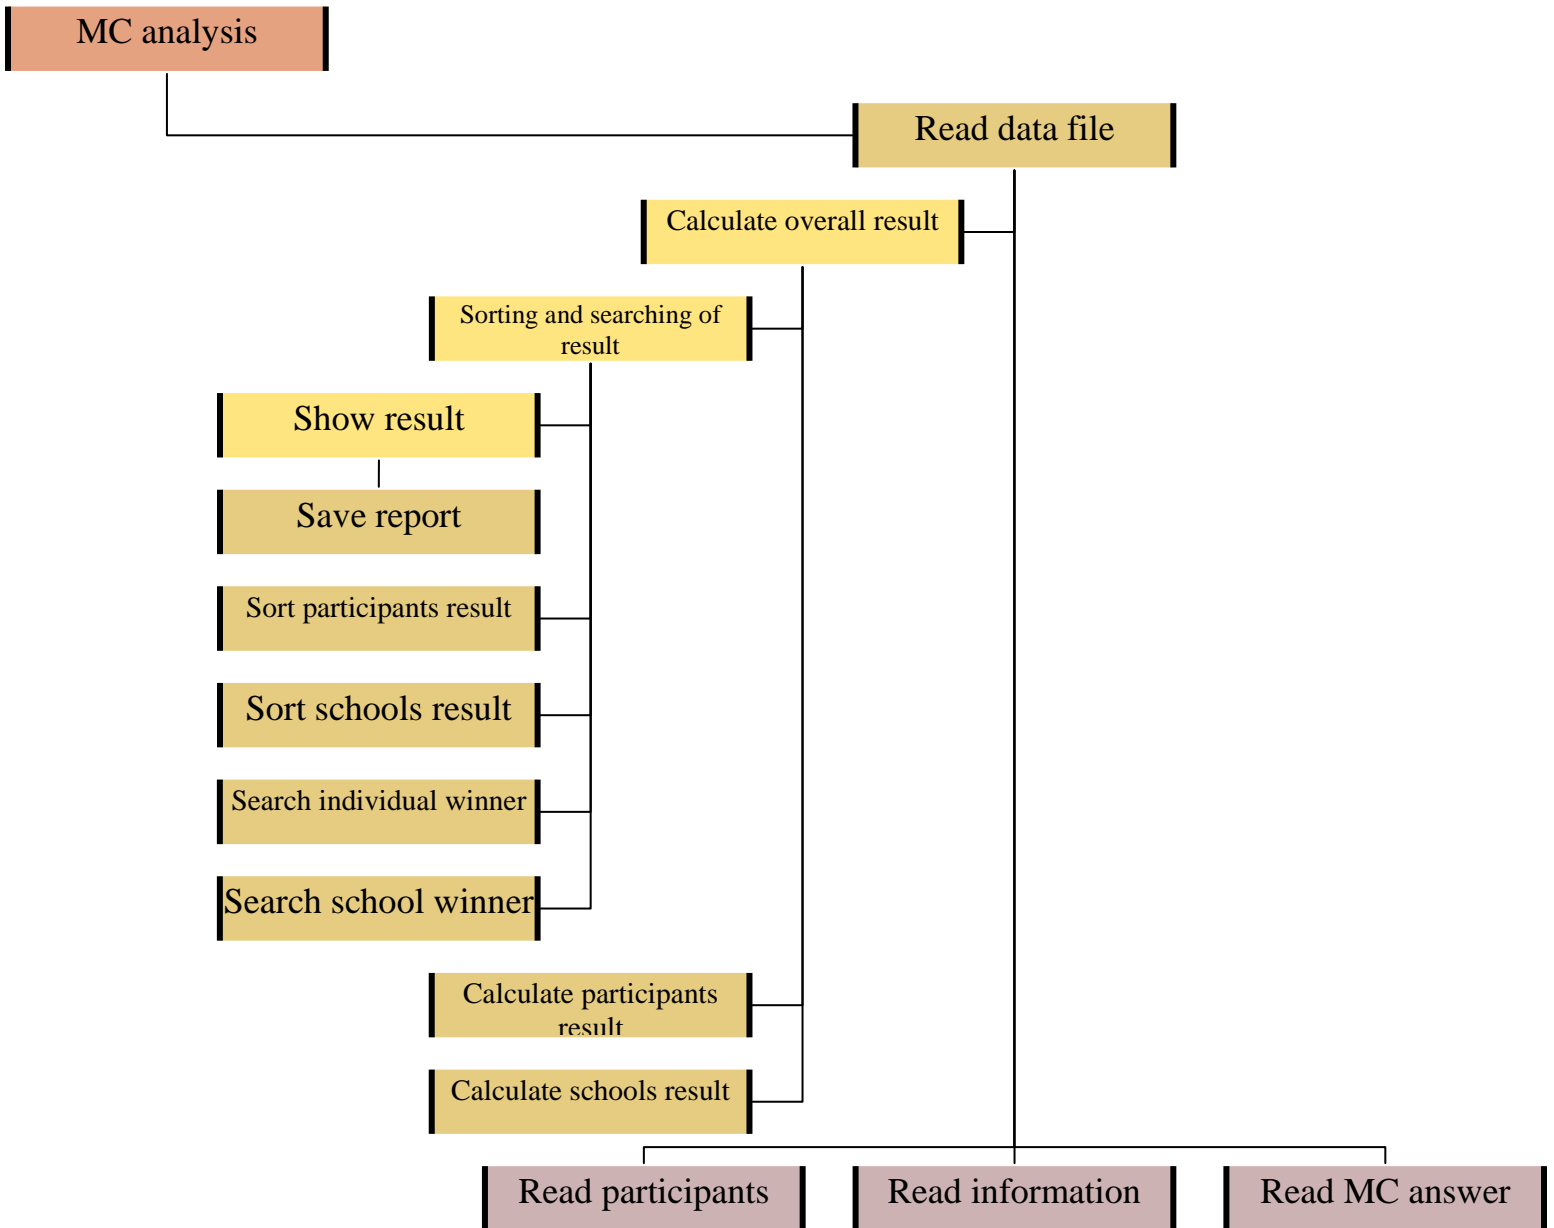 MC analysis
Read data file
Calculate overall result
Sorting and searching of
result
Show result
Save report
Sort participants result
Sort schools result
Search individual winner
Search school winner
Calculate participants
result
Calculate schools result
Read participants
Read information
Read MC answer